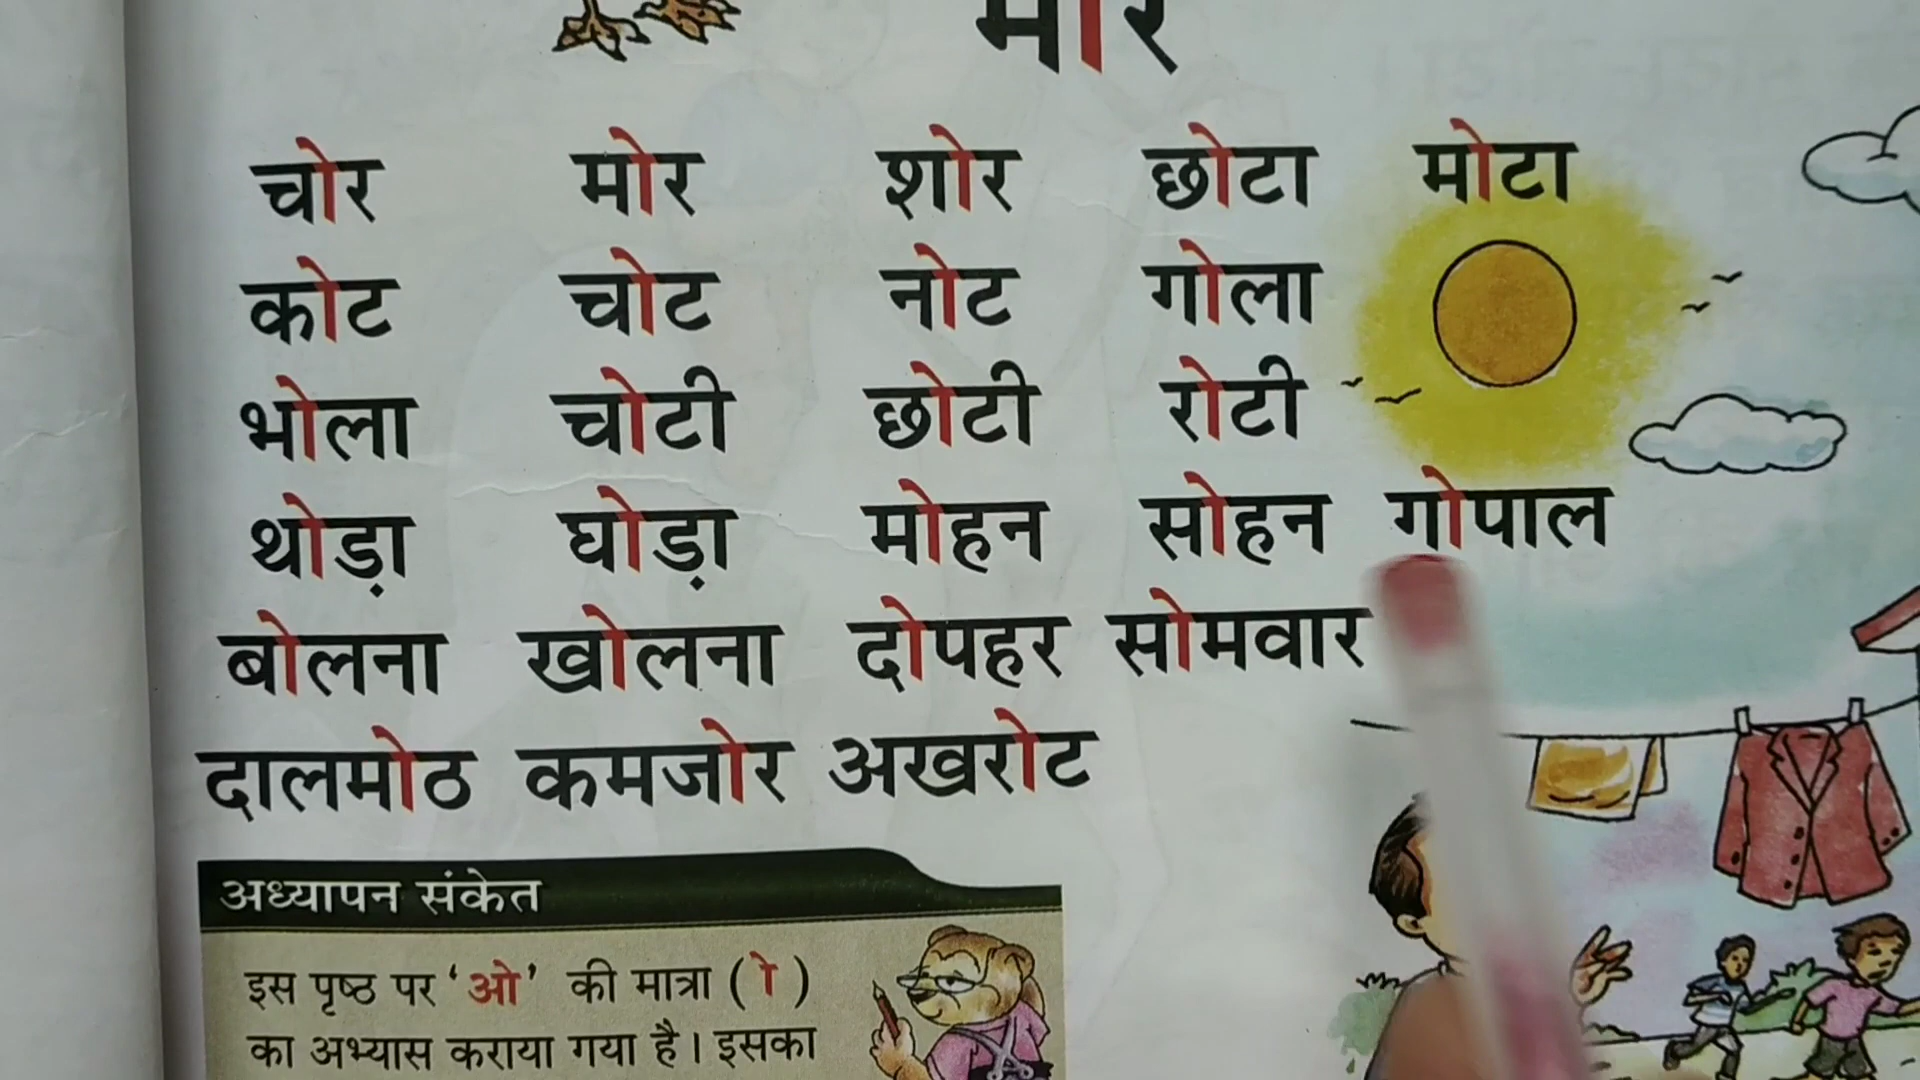 मोर
चोर मोर शोर छोटा मोटा
कोट चोट नोट गोला
भोला चोटी छोटी रोटी
थोड़ा घोड़ा मोहन सोहन गोपाल
बोलना खोलना दोपहर सोमवार
दालमोठ कमजोर अखरोट
अध्यापन संकेत
इस पृष्ठ पर ‘ओ’ की मात्रा ( ो )
का अभ्यास कराया गया है। इसका